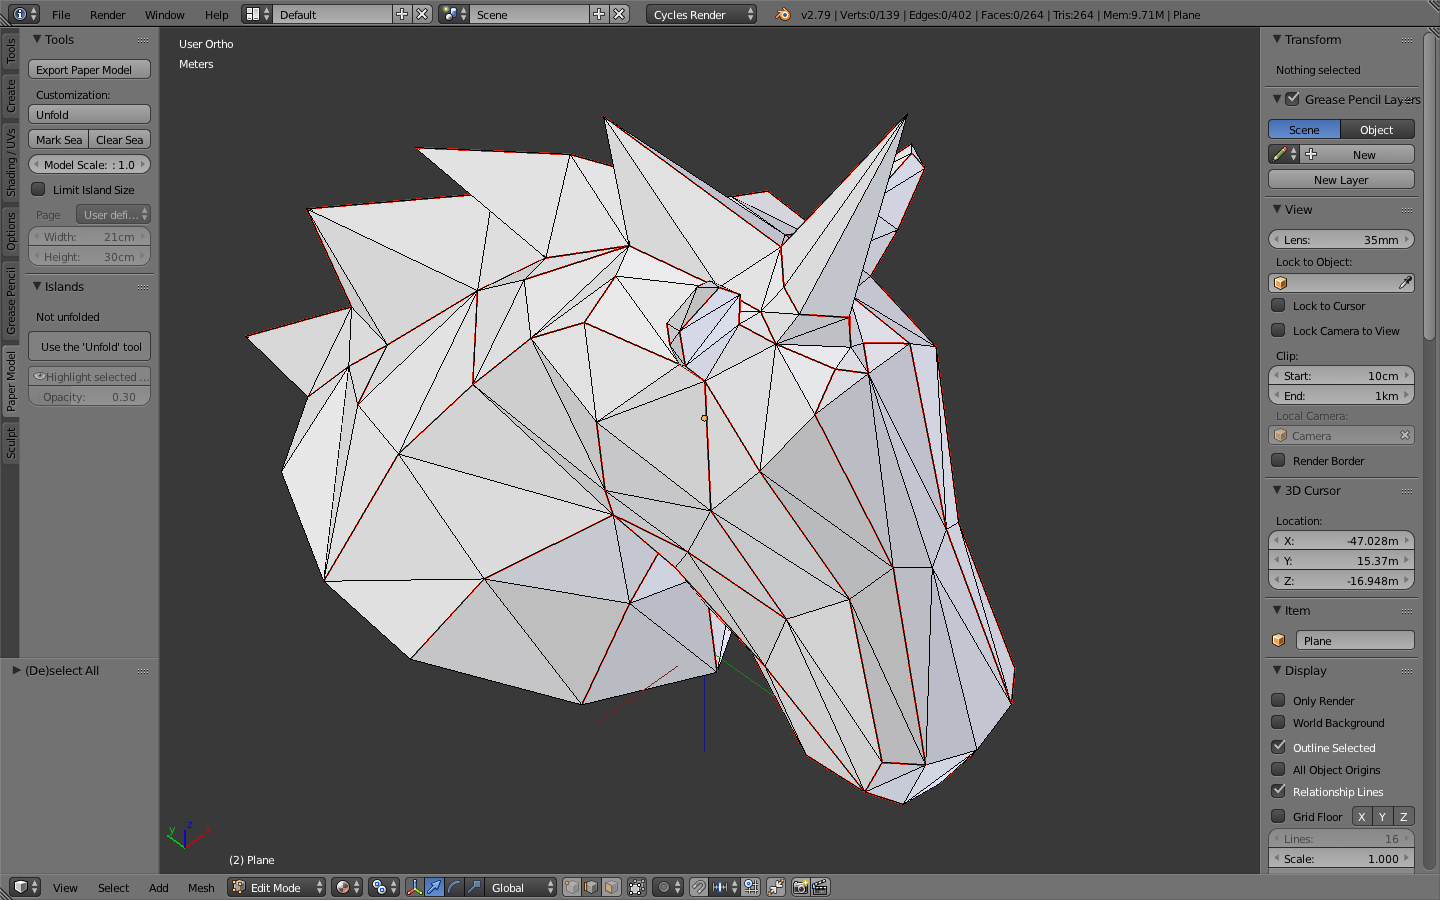 File Render Window Help Default Scene Cycles Render v2.79 | Verts:0/139 | Edges:0/402 | Faces:0/264 | Tris:264 | Mem:9.71M | Plane
Tools
Create
Shading / UVs
Options
Grease Pencil
Paper Model
Sculpt
Tools
Export Paper Model
Customization:
Unfold
Mark Sea Clear Sea
Model Scale: : 1.0
Limit Island Size
Page User defi...
Width: 21cm
Height: 30cm
Islands
Not unfolded
Use the 'Unfold' tool
Highlight selected ...
Opacity: 0.30
(De)select All
User Ortho
Meters
y z x
(2) Plane
Transform
Nothing selected
Grease Pencil Layers
Scene Object
New
New Layer
View
Lens: 35mm
Lock to Object:
Lock to Cursor
Lock Camera to View
Clip:
Start: 10cm
End: 1km
Local Camera:
Camera
Render Border
3D Cursor
Location:
X: -47.028m
Y: 15.37m
Z: -16.948m
Item
Plane
Display
Only Render
World Background
Outline Selected
All Object Origins
Relationship Lines
Grid Floor X Y Z
Lines: 16
Scale: 1.000
View Select Add Mesh Edit Mode Global